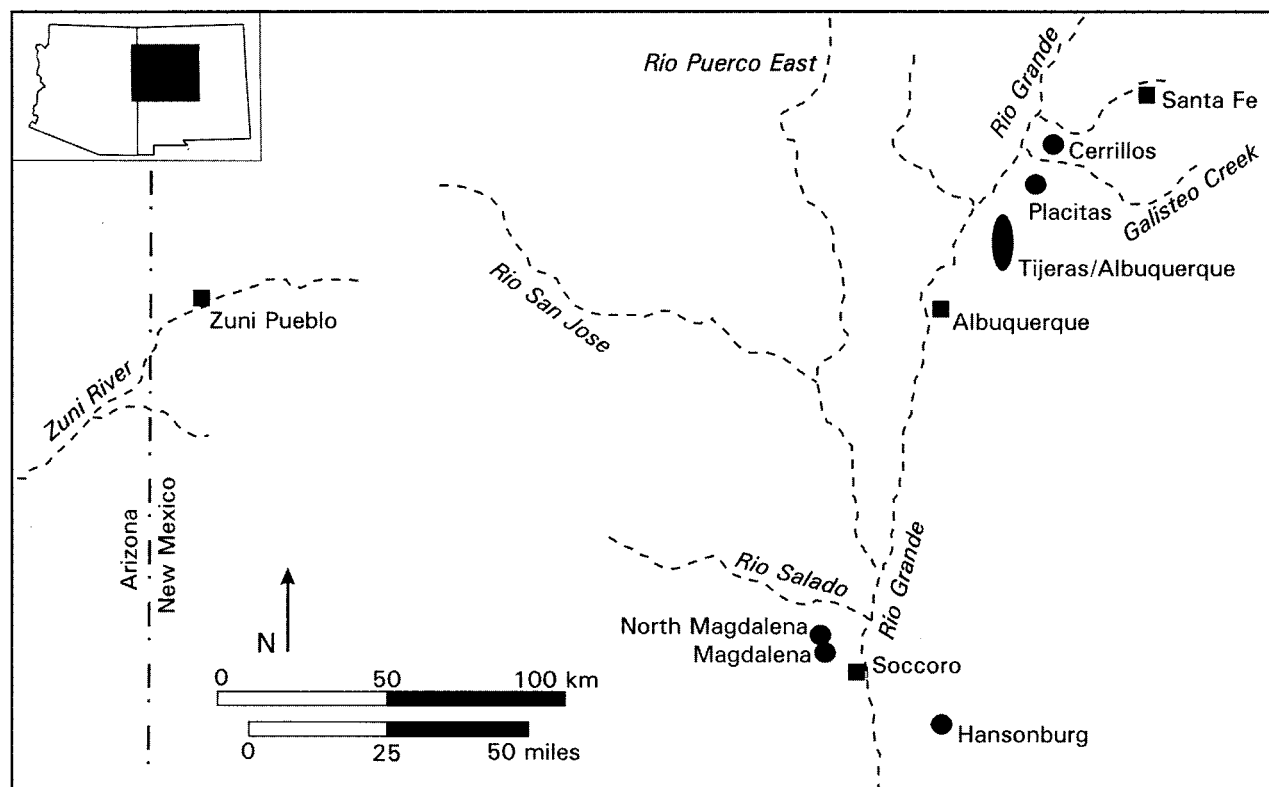 Rio Puerco East
Rio Grande
Santa Fe
Cerrillos
Galisteo Creek
Placitas
Tijeras/Albuquerque
Albuquerque
Rio San Jose
Zuni Pueblo
Zuni River
Arizona
New Mexico
Rio Salado
Rio Grande
North Magdalena
Magdalena
Soccoro
Hansonburg
N
0 50 100 km
0 25 50 miles